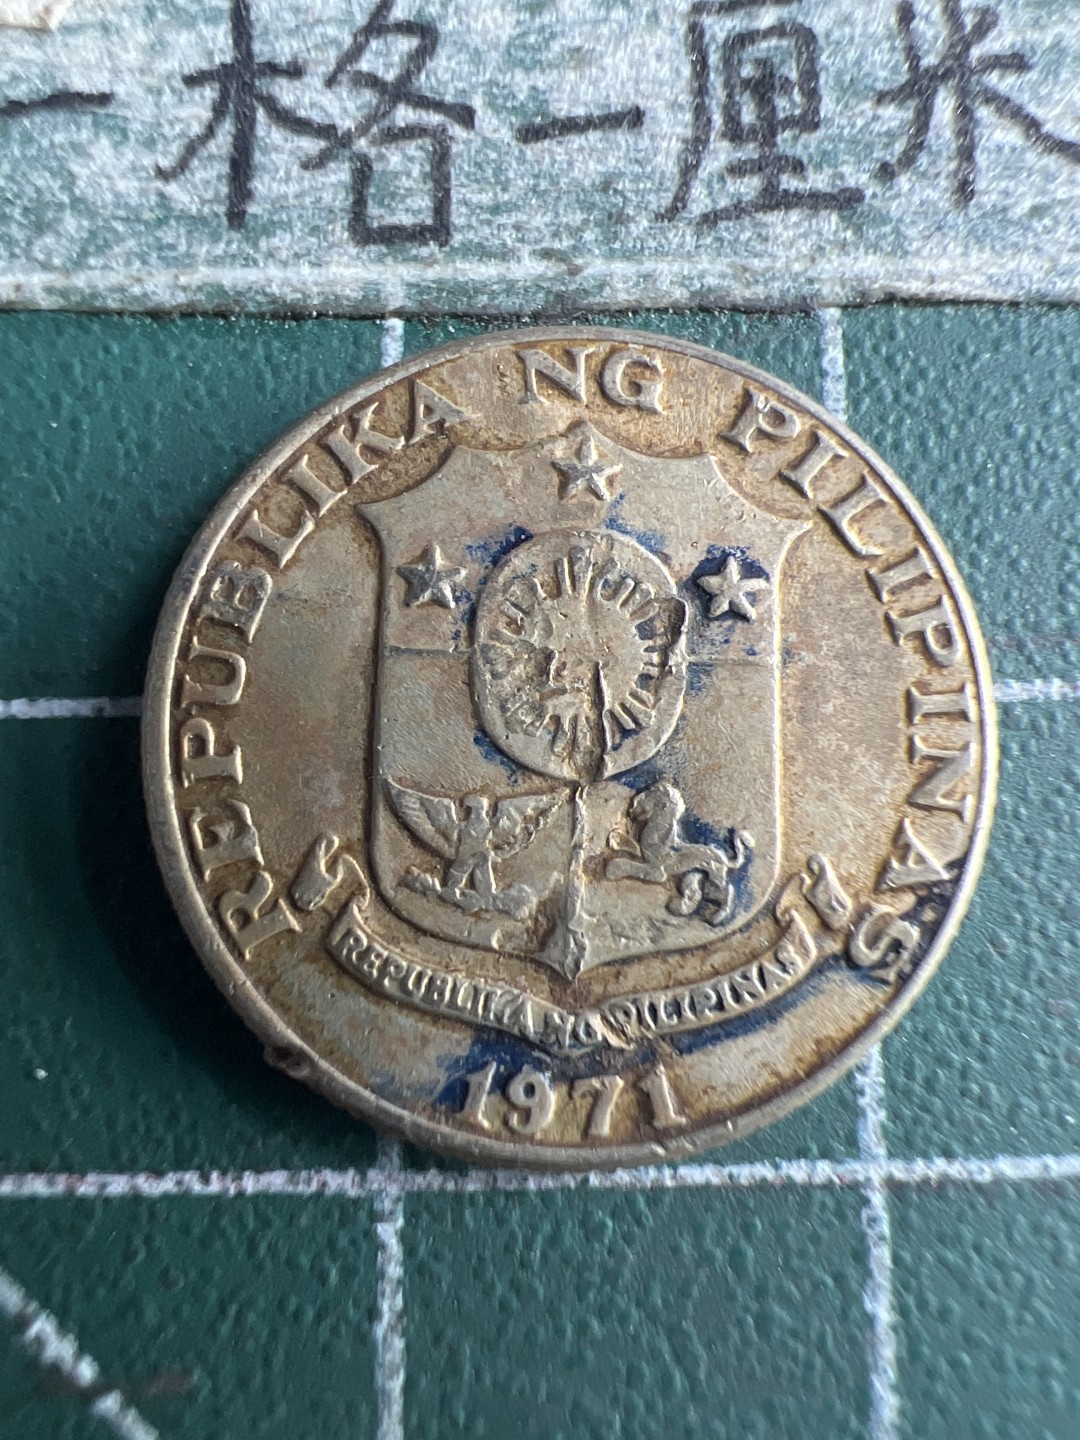 一格一厘米
REPUBLIKA NG PILIPINAS
REPUBLIKA NG PILIPINAS
1971